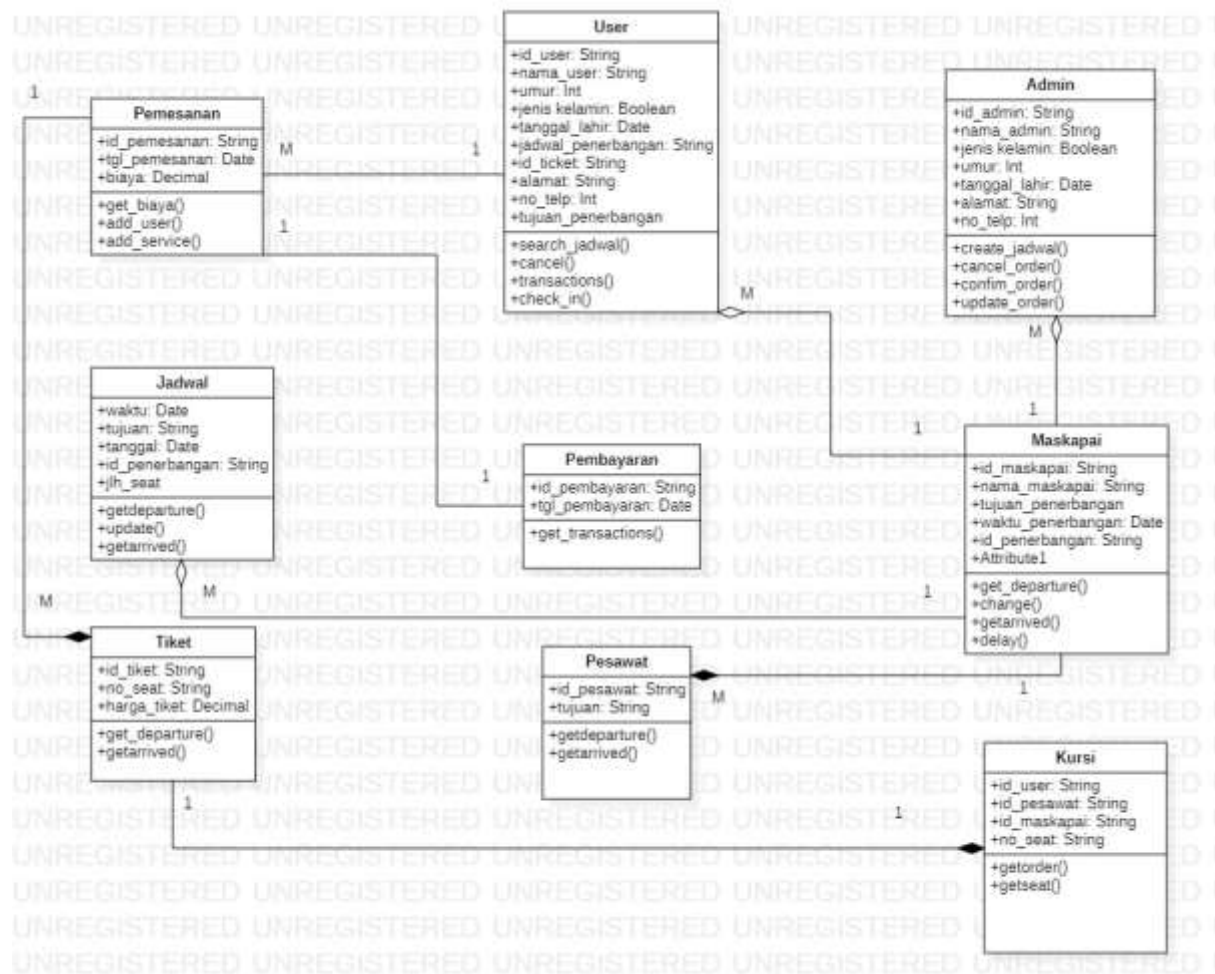 User
+id_user: String
+nama_user: String
+umur: Int
+jenis kelamin: Boolean
+tanggal_lahir: Date
+jadwal_penerbangan: String
+id_ticket: String
+alamat: String
+no_telp: Int
+tujuan_penerbangan
+search_jadwal()
+cancel()
+transactions()
+check_in()
M
Admin
+id_admin: String
+nama_admin: String
+jenis kelamin: Boolean
+umur: Int
+tanggal_lahir: Date
+alamat: String
+no_telp: Int
+create_jadwal()
+cancel_order()
+confim_order()
+update_order()
M
1
1
Pemesanan
+id_pemesanan: String
+tgl_pemesanan: Date
+biaya: Decimal
+get_biaya()
+add_user()
+add_service()
M
1
1
Jadwal
+waktu: Date
+tujuan: String
+tanggal: Date
+id_penerbangan: String
+jlh_seat
+getdeparture()
+update()
+getarrived()
M
M
1
Pembayaran
+id_pembayaran: String
+tgl_pembayaran: Date
+get_transactions()
1
Maskapai
+id_maskapai: String
+nama_maskapai: String
+tujuan_penerbangan
+waktu_penerbangan: Date
+id_penerbangan: String
+Attribute1
+get_departure()
+change()
+getarrived()
+delay()
1
1
Tiket
+id_tiket: String
+no_seat: String
+harga_tiket: Decimal
+get_departure()
+getarrived()
1
Pesawat
+id_pesawat: String
+tujuan: String
+getdeparture()
+getarrived()
M
Kursi
+id_user: String
+id_pesawat: String
+id_maskapai: String
+no_seat: String
+getorder()
+getseat()
1
UNREGISTERED UNREGISTERED UNREGISTERED UNREGISTERED UNREGISTERED